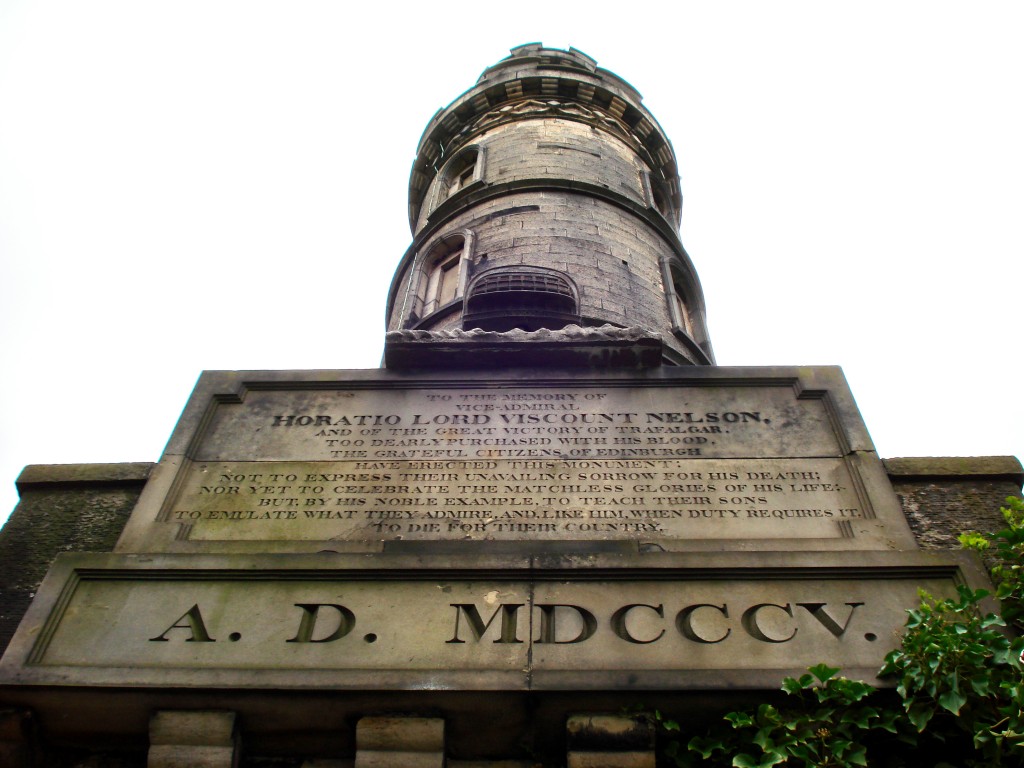 TO THE MEMORY OF
VICE-ADMIRAL
HORATIO LORD VISCOUNT NELSON,
AND OF THE GREAT VICTORY OF TRAFALGAR,
TOO DEARLY PURCHASED WITH HIS BLOOD,
THE GRATEFUL CITIZENS OF EDINBURGH
HAVE ERECTED THIS MONUMENT:
NOT TO EXPRESS THEIR UNAVAILING SORROW FOR HIS DEATH;
NOR YET TO CELEBRATE THE MATCHLESS GLORIES OF HIS LIFE;
BUT, BY HIS NOBLE EXAMPLE, TO TEACH THEIR SONS
TO EMULATE WHAT THEY ADMIRE, AND, LIKE HIM, WHEN DUTY REQUIRES IT,
TO DIE FOR THEIR COUNTRY.
A. D. MDCCCV.